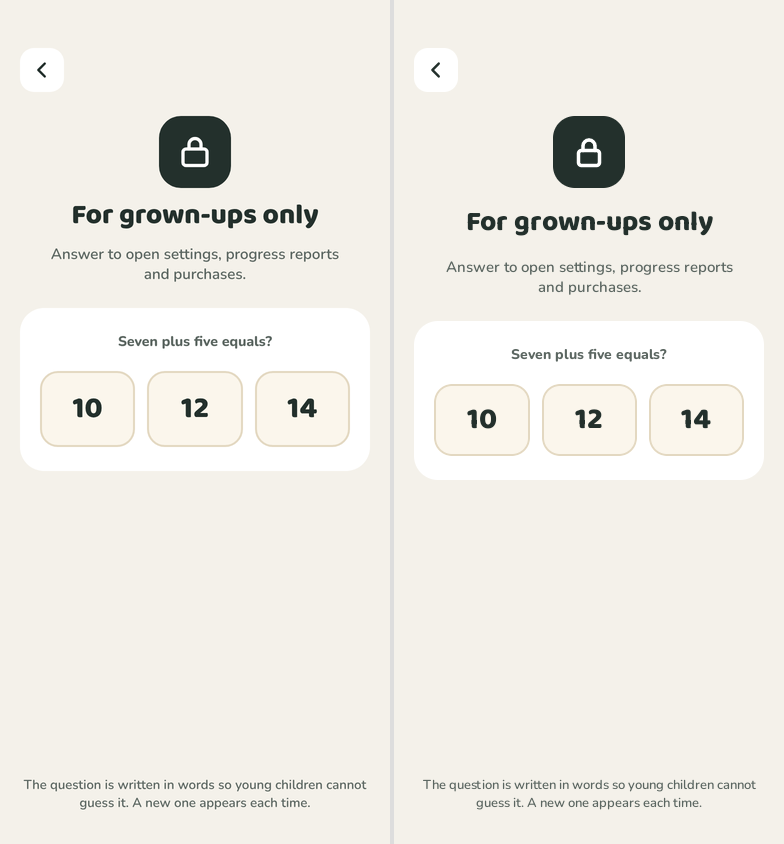 For grown-ups only
Answer to open settings, progress reports
and purchases.
Seven plus five equals?
10 12 14
The question is written in words so young children cannot
guess it. A new one appears each time.
For grown-ups only
Answer to open settings, progress reports
and purchases.
Seven plus five equals?
10 12 14
The question is written in words so young children cannot
guess it. A new one appears each time.